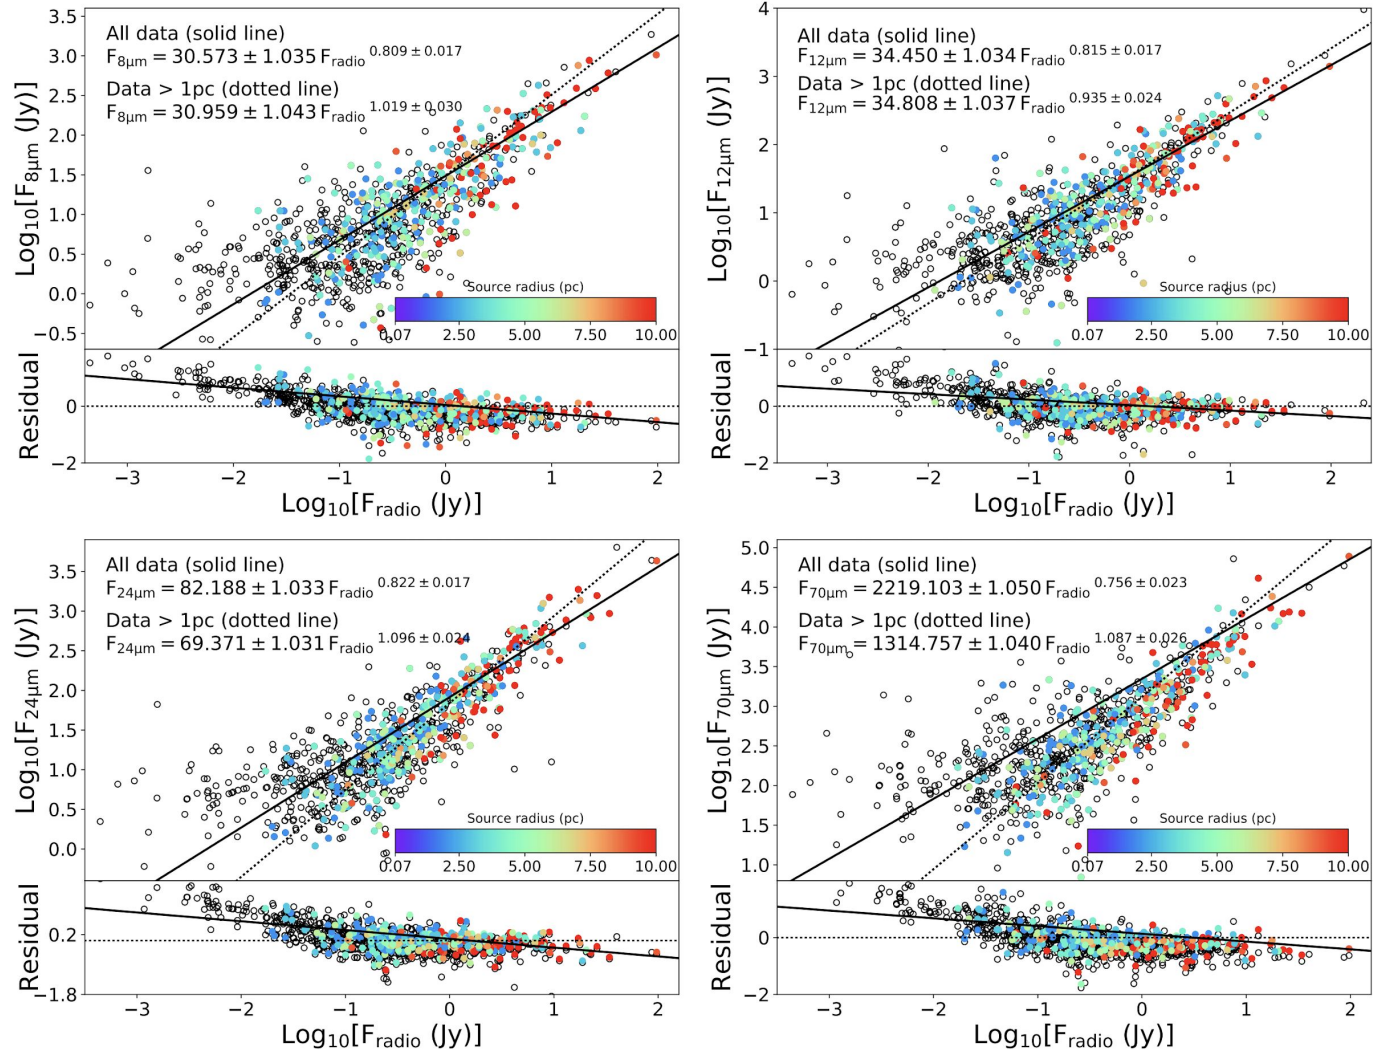 All data (solid line)
F8μm = 30.573 ± 1.035 Fradio 0.809 ± 0.017
Data > 1pc (dotted line)
F8μm = 30.959 ± 1.043 Fradio 1.019 ± 0.030
3.5
3.0
2.5
2.0
1.5
1.0
0.5
0.0
−0.5
Log10[F8μm (Jy)]
Source radius (pc)
0.07 2.50 5.00 7.50 10.00
Residual
0
−2
−3 −2 −1 0 1 2
Log10[Fradio (Jy)]
All data (solid line)
F12μm = 34.450 ± 1.034 Fradio 0.815 ± 0.017
Data > 1pc (dotted line)
F12μm = 34.808 ± 1.037 Fradio 0.935 ± 0.024
4
3
2
1
0
−1
Log10[F12μm (Jy)]
Source radius (pc)
0.07 2.50 5.00 7.50 10.00
Residual
0
−2
−3 −2 −1 0 1 2
Log10[Fradio (Jy)]
All data (solid line)
F24μm = 82.188 ± 1.033 Fradio 0.822 ± 0.017
Data > 1pc (dotted line)
F24μm = 69.371 ± 1.031 Fradio 1.096 ± 0.024
3.5
3.0
2.5
2.0
1.5
1.0
0.5
0.0
Log10[F24μm (Jy)]
Source radius (pc)
0.07 2.50 5.00 7.50 10.00
Residual
0.2
−1.8
−3 −2 −1 0 1 2
Log10[Fradio (Jy)]
All data (solid line)
F70μm = 2219.103 ± 1.050 Fradio 0.756 ± 0.023
Data > 1pc (dotted line)
F70μm = 1314.757 ± 1.040 Fradio 1.087 ± 0.026
5.0
4.5
4.0
3.5
3.0
2.5
2.0
1.5
1.0
Log10[F70μm (Jy)]
Source radius (pc)
0.07 2.50 5.00 7.50 10.00
Residual
0
−2
−3 −2 −1 0 1 2
Log10[Fradio (Jy)]